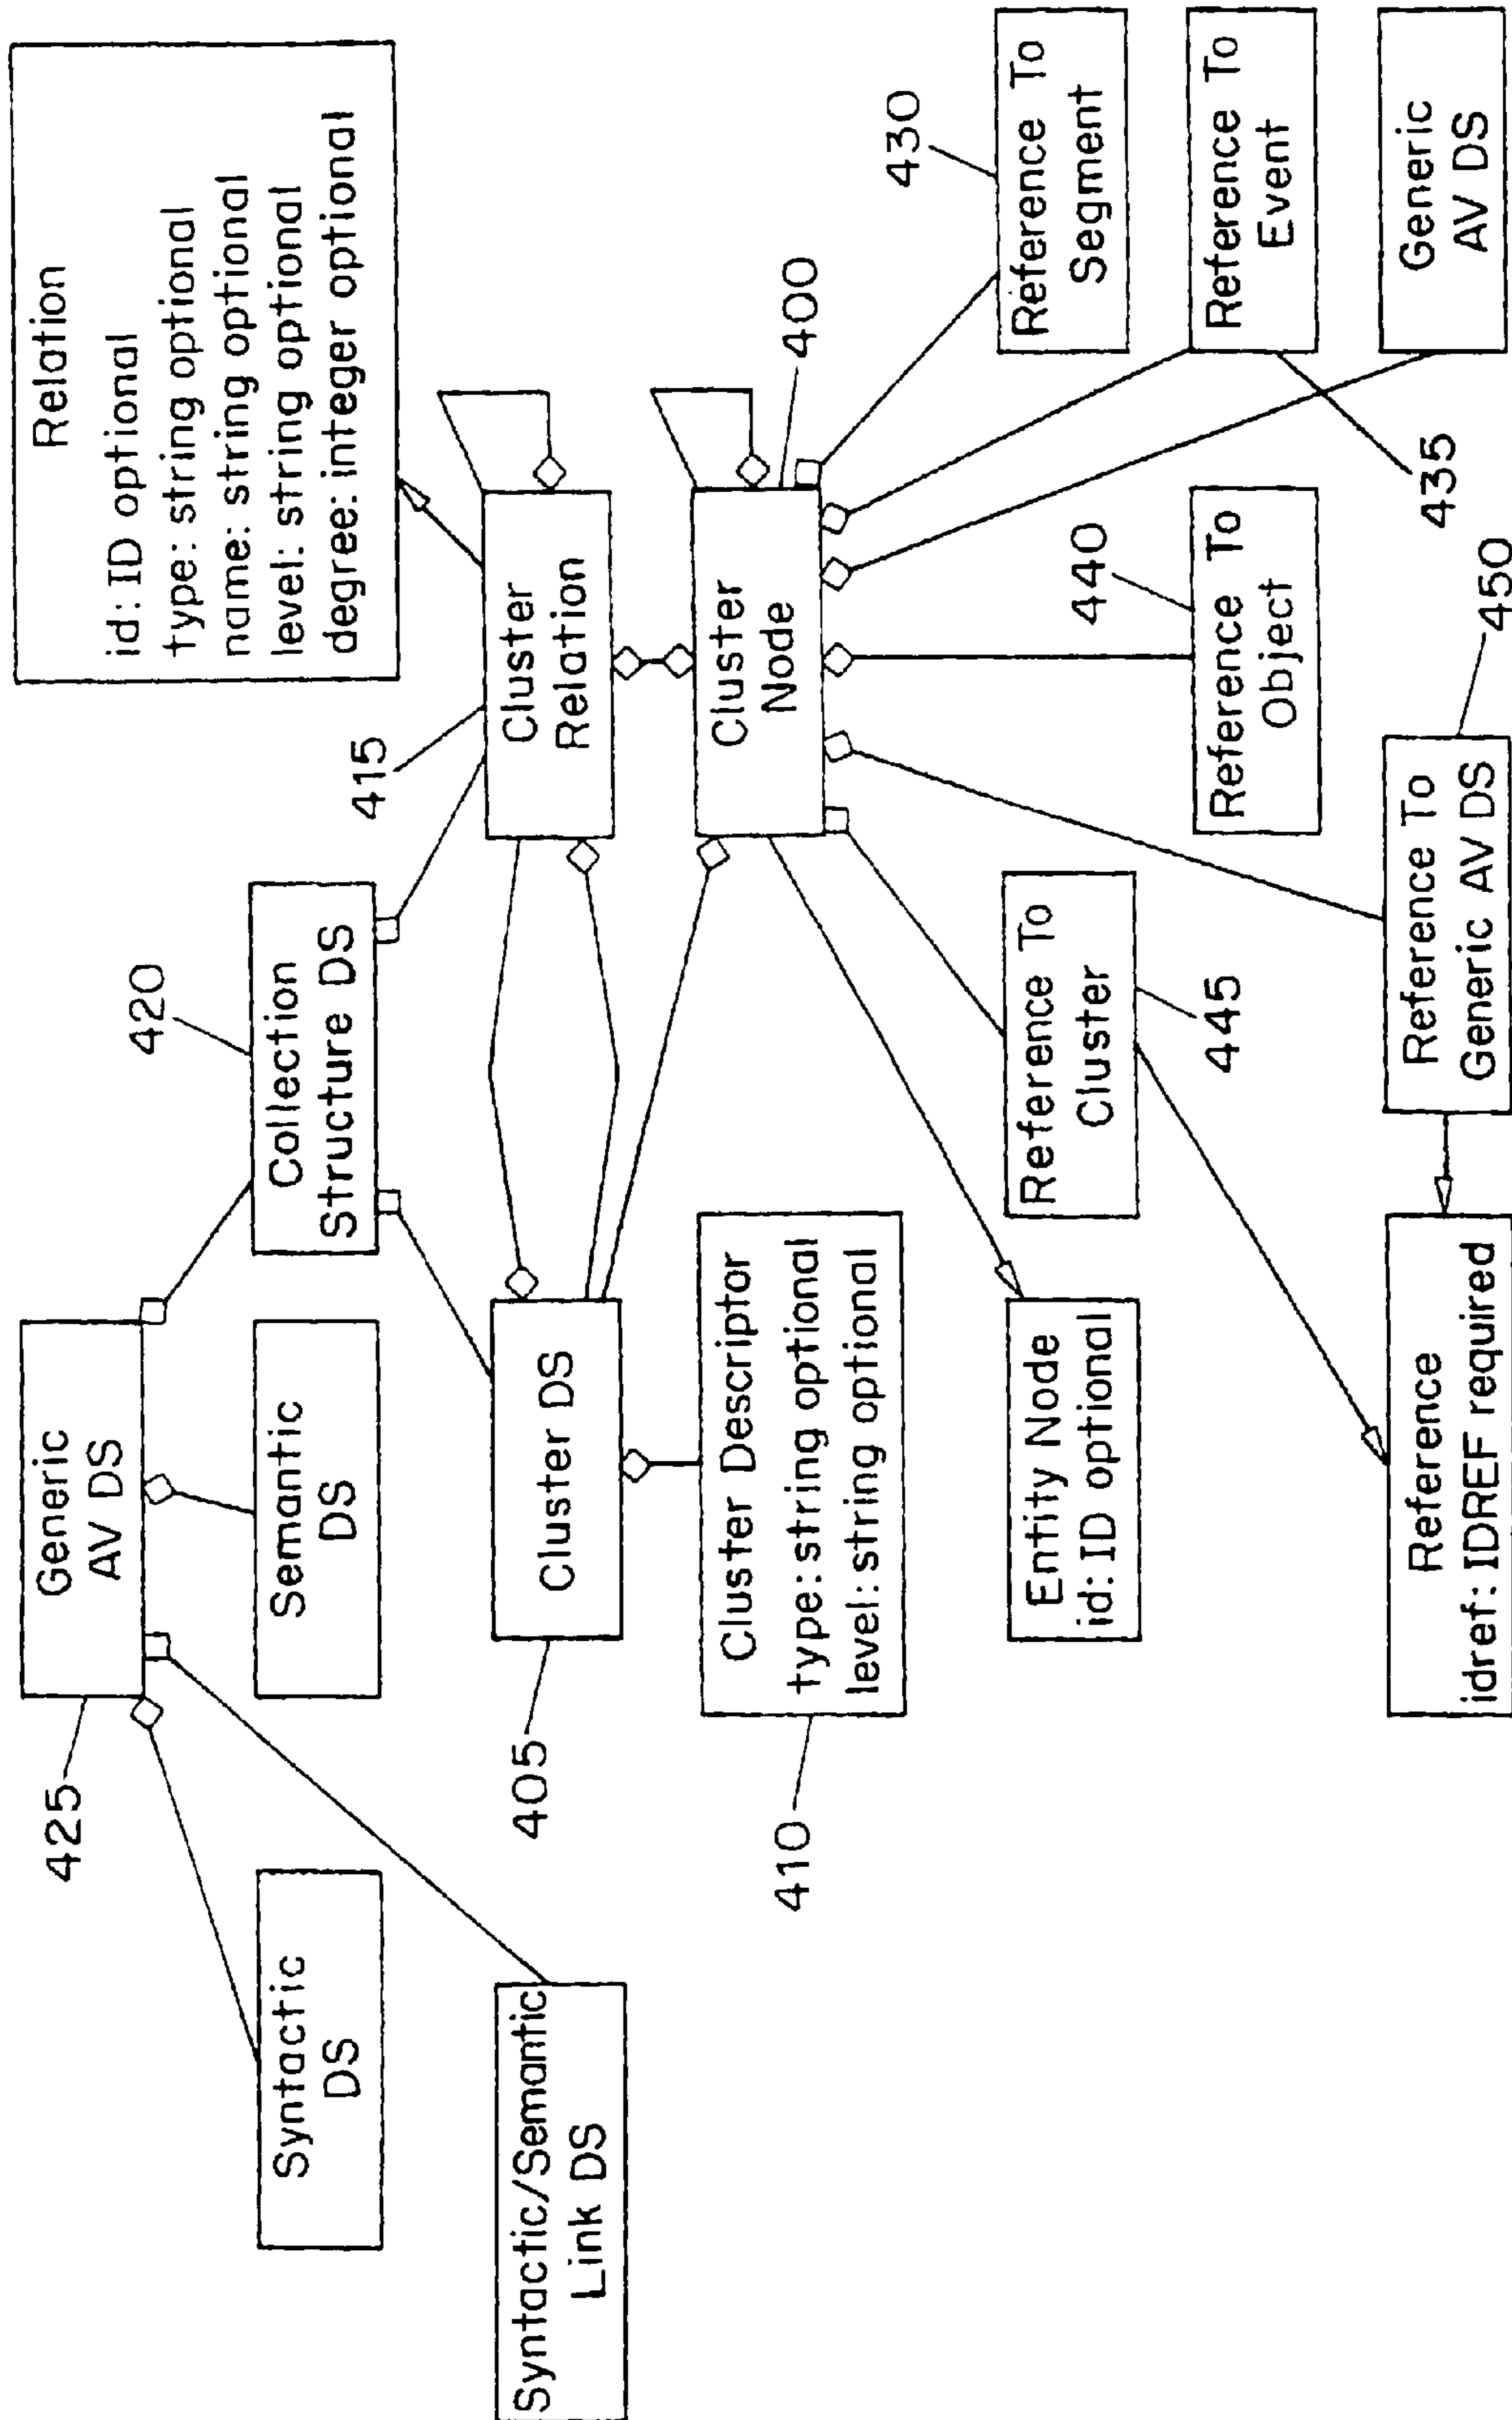 425
Generic
AV DS
420
Collection
Structure DS
Relation
id: ID optional
type: string optional
name: string optional
level: string optional
degree: integer optional
Syntactic
DS
Semantic
DS
415
Syntactic/Semantic
Link DS
405
Cluster DS
Cluster
Relation
410
Cluster Descriptor
type: string optional
level: string optional
Cluster
Node
400
430
Entity Node
id: ID optional
Reference To
Cluster
445
440
Reference To
Segment
Reference To
Object
435
Reference To
Event
Reference
idref: IDREF required
Reference To
Generic AV DS
450
Generic
AV DS